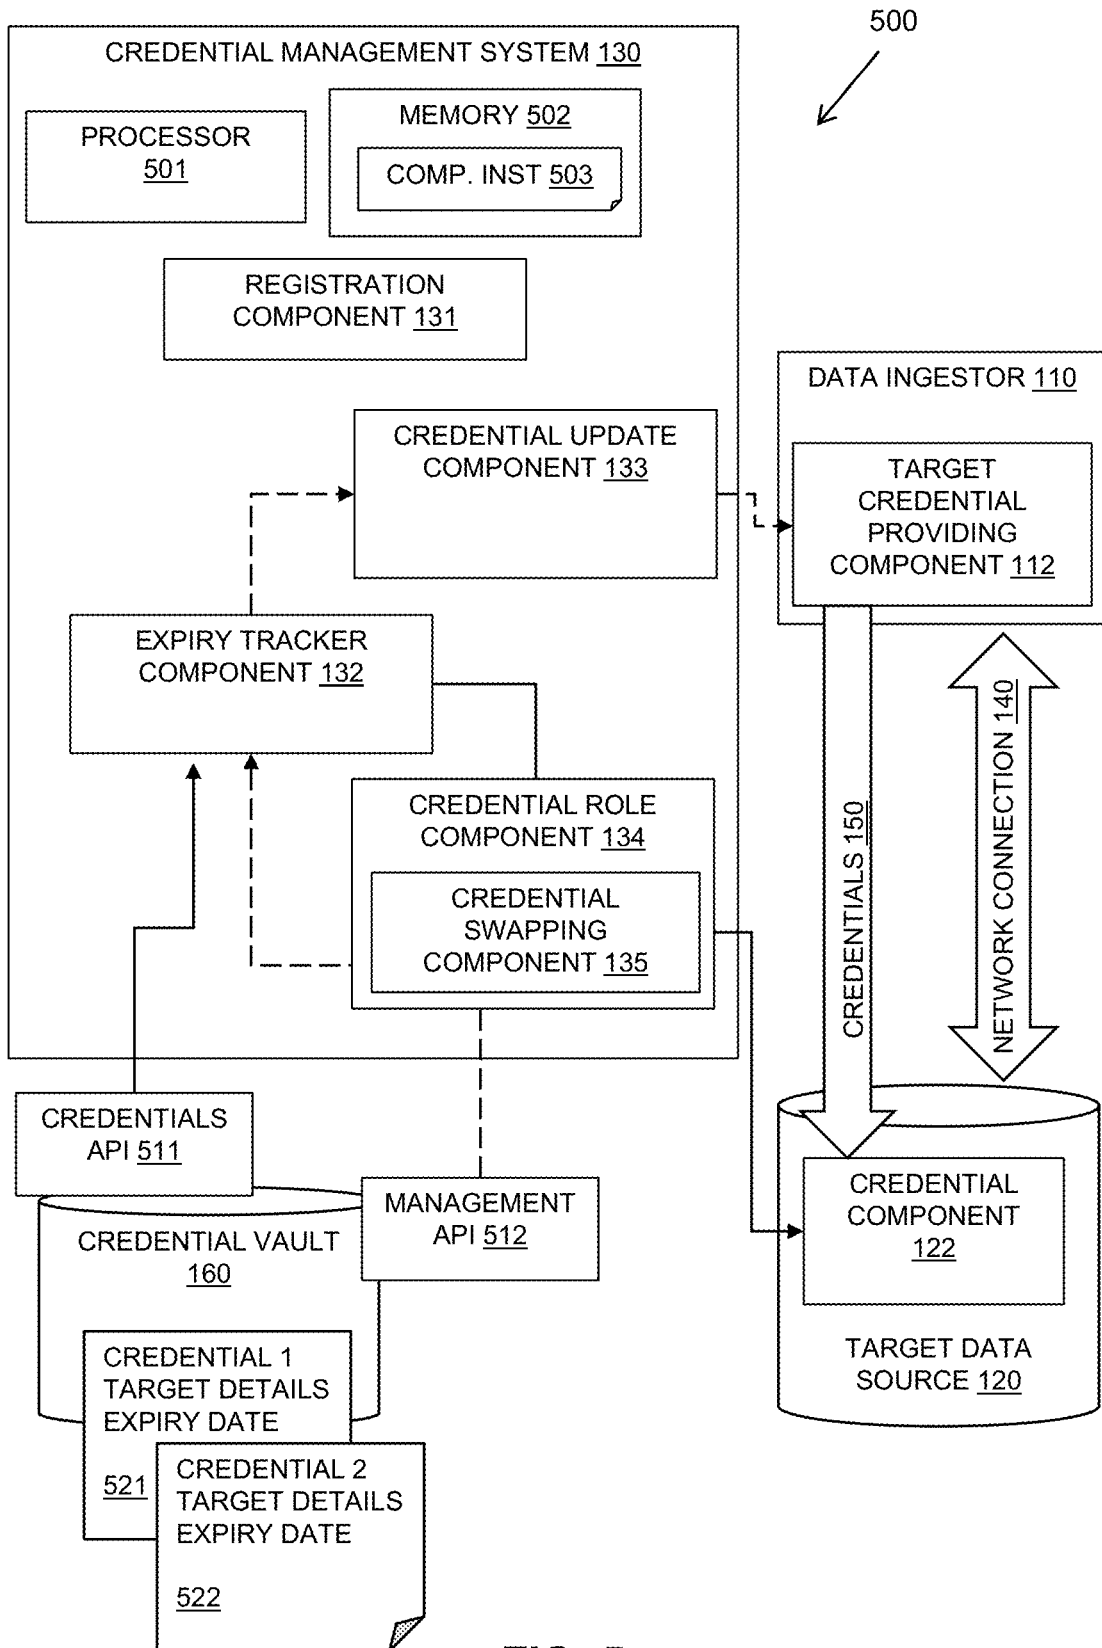 500
CREDENTIAL MANAGEMENT SYSTEM 130
PROCESSOR
501
MEMORY 502
COMP. INST 503
REGISTRATION
COMPONENT 131
DATA INGESTOR 110
CREDENTIAL UPDATE
COMPONENT 133
TARGET
CREDENTIAL
PROVIDING
COMPONENT 112
EXPIRY TRACKER
COMPONENT 132
CREDENTIAL ROLE
COMPONENT 134
CREDENTIAL
SWAPPING
COMPONENT 135
CREDENTIALS 150
NETWORK CONNECTION 140
CREDENTIALS
API 511
MANAGEMENT
API 512
CREDENTIAL VAULT
160
CREDENTIAL
COMPONENT
122
TARGET DATA
SOURCE 120
CREDENTIAL 1
TARGET DETAILS
EXPIRY DATE
521
CREDENTIAL 2
TARGET DETAILS
EXPIRY DATE
522